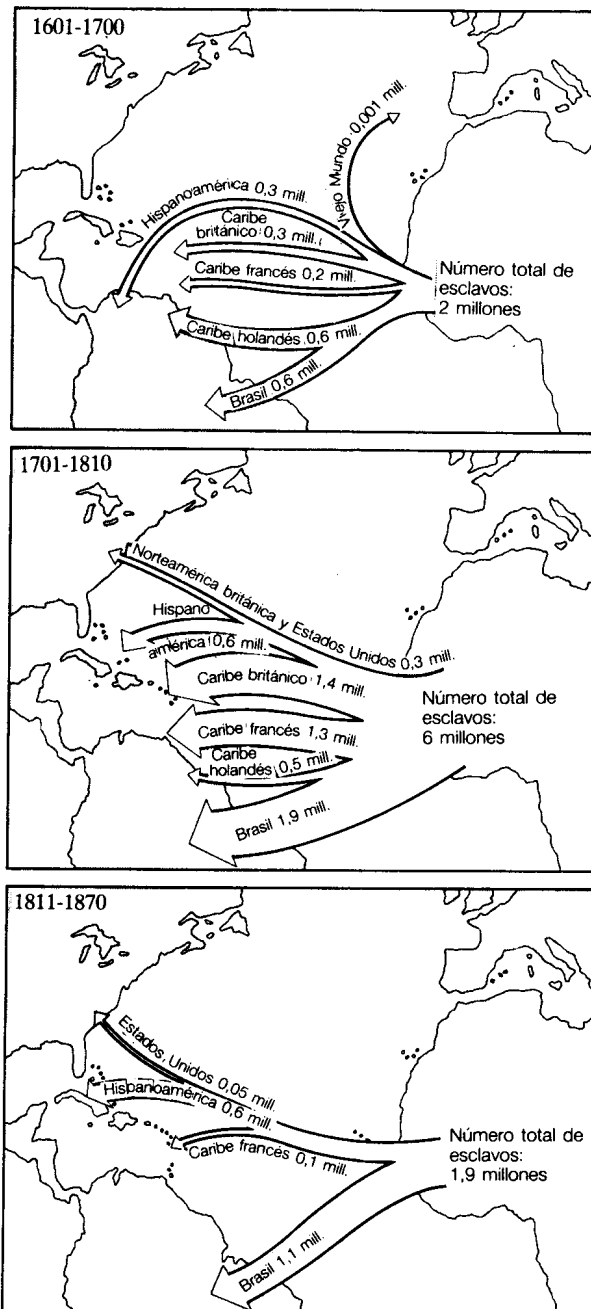 1601-1700
Viejo Mundo 0,001 mill.
Hispanoamérica 0,3 mill.
Caribe
británico 0,3 mill.
Caribe francés 0,2 mill.
Caribe holandés 0,6 mill.
Brasil 0,6 mill.
Número total de
esclavos:
2 millones
1701-1810
Norteamérica británica y Estados Unidos 0,3 mill.
Hispano
américa 0,6 mill.
Caribe británico 1,4 mill.
Caribe francés 1,3 mill.
Caribe
holandés 0,5 mill.
Brasil 1,9 mill.
Número total de
esclavos:
6 millones
1811-1870
Estados Unidos 0,05 mill.
Hispanoamérica 0,6 mill.
Caribe francés 0,1 mill.
Brasil 1,1 mill.
Número total de
esclavos:
1,9 millones